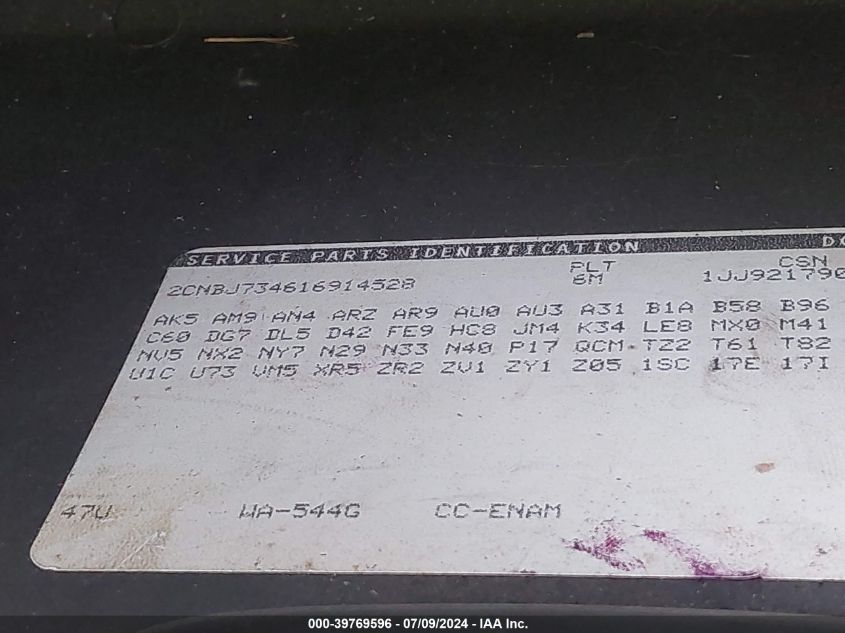 SERVICE PARTS IDENTIFICATION DO
PLT CSN
2CNBJ734616914528 6M 1JJ921790
AK5 AM9 AN4 ARZ AR9 AU0 AU3 A31 B1A B58 B96
C60 DG7 DL5 D42 FE9 HC8 JM4 K34 LE8 MX0 M41
NV5 NX2 NY7 N29 N33 N40 P17 QCM TZ2 T61 T82
U1C U73 VM5 XR5 ZR2 ZV1 ZY1 Z05 1SC 17E 17I
47U WA-544G CC-ENAM
000-39769596 - 07/09/2024 - IAA Inc.